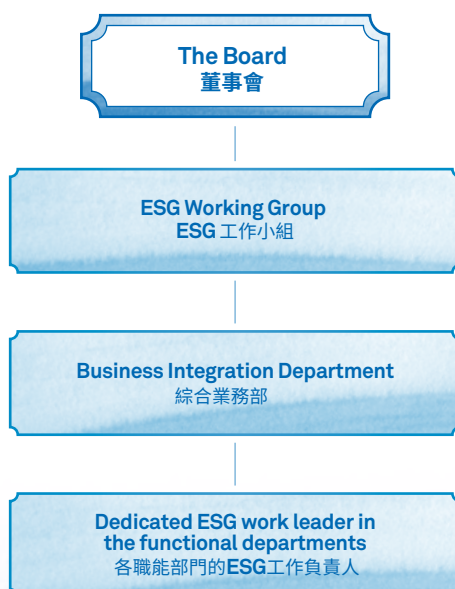 The Board
董事會
ESG Working Group
ESG 工作小組
Business Integration Department
綜合業務部
Dedicated ESG work leader in
the functional departments
各職能部門的ESG工作負責人